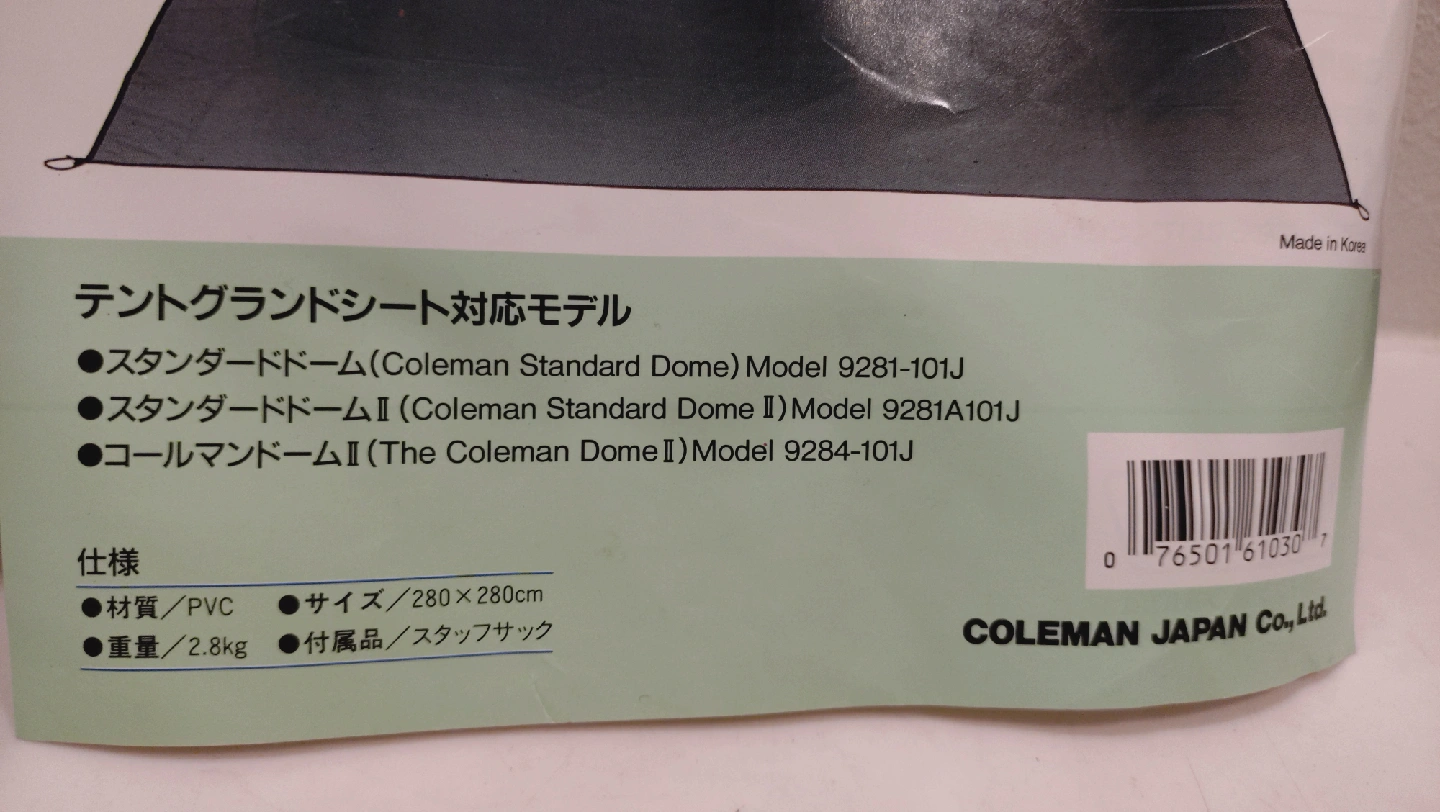 Made in Korea
テントグランドシート対応モデル
●スタンダードドーム(Coleman Standard Dome)Model 9281-101J
●スタンダードドームⅡ(Coleman Standard DomeⅡ)Model 9281A101J
●コールマンドームⅡ(The Coleman DomeⅡ)Model 9284-101J
仕様
●材質/PVC ●サイズ/280×280cm
●重量/2.8kg ●付属品/スタッフサック
0 76501 61030 7
COLEMAN JAPAN Co., Ltd.